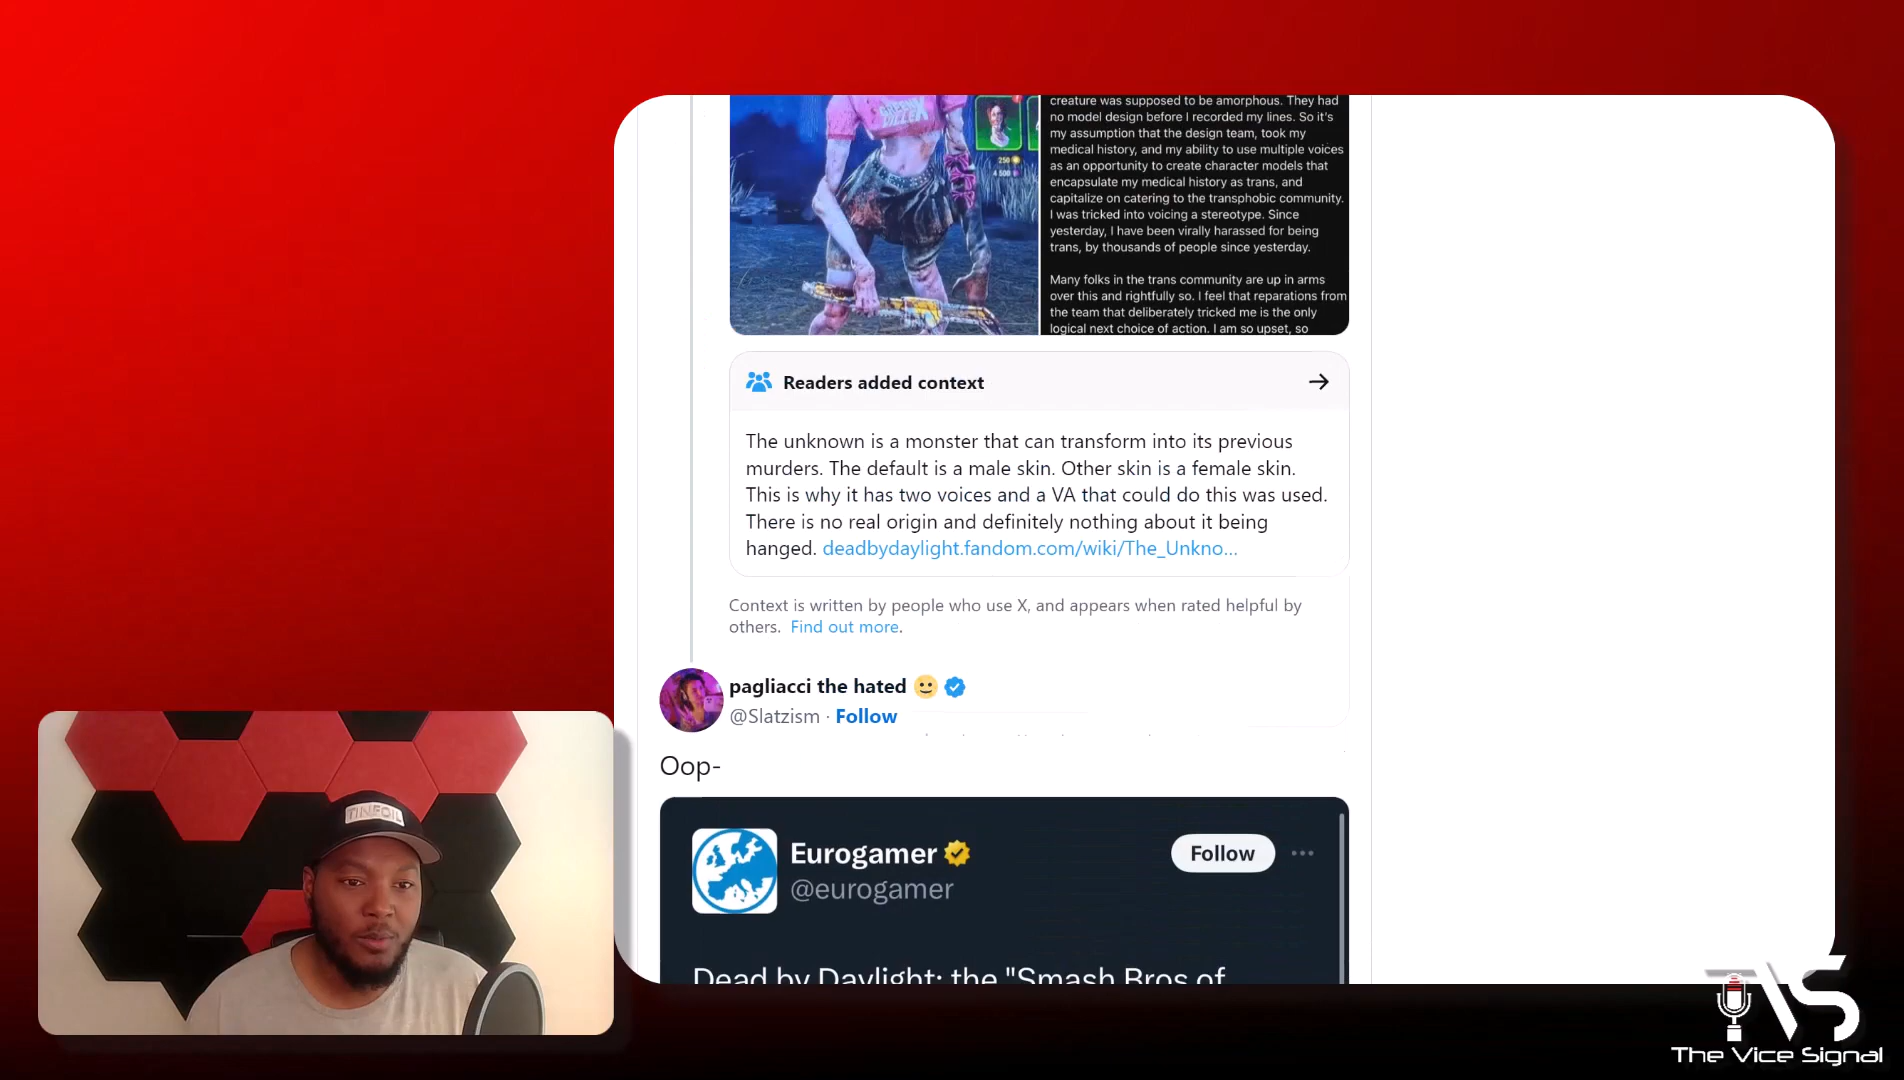 creature was supposed to be amorphous. They had
no model design before I recorded my lines. So it's
my assumption that the design team, took my
medical history, and my ability to use multiple voices
as an opportunity to create character models that
encapsulate my medical history as trans, and
capitalize on catering to the transphobic community.
I was tricked into voicing a stereotype. Since
yesterday, I have been virally harassed for being
trans, by thousands of people since yesterday.
Many folks in the trans community are up in arms
over this and rightfully so. I feel that reparations from
the team that deliberately tricked me is the only
logical next choice of action. I am so upset, so
250
4 500
Readers added context
The unknown is a monster that can transform into its previous
murders. The default is a male skin. Other skin is a female skin.
This is why it has two voices and a VA that could do this was used.
There is no real origin and definitely nothing about it being
hanged. deadbydaylight.fandom.com/wiki/The_Unkno...
Context is written by people who use X, and appears when rated helpful by
others. Find out more.
pagliacci the hated
@Slatzism · Follow
Oop-
Eurogamer
@eurogamer
Follow
Dead by Daylight: the "Smash Bros of
TINFOIL
TVS
The Vice Signal